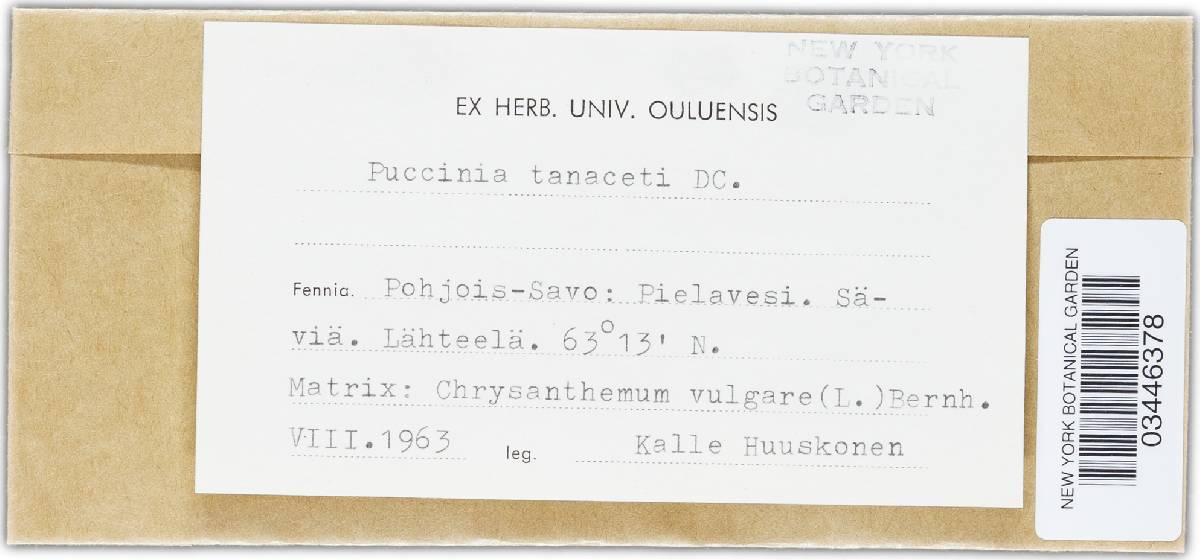 NEW YORK
BOTANICAL
GARDEN
EX HERB. UNIV. OULUENSIS
Puccinia tanaceti DC.
Fennia. Pohjois-Savo: Pielavesi. Sä-
viä. Lähteelä. 63°13' N.
Matrix: Chrysanthemum vulgare(L.)Bernh.
VIII.1963 leg. Kalle Huuskonen
NEW YORK BOTANICAL GARDEN
03446378